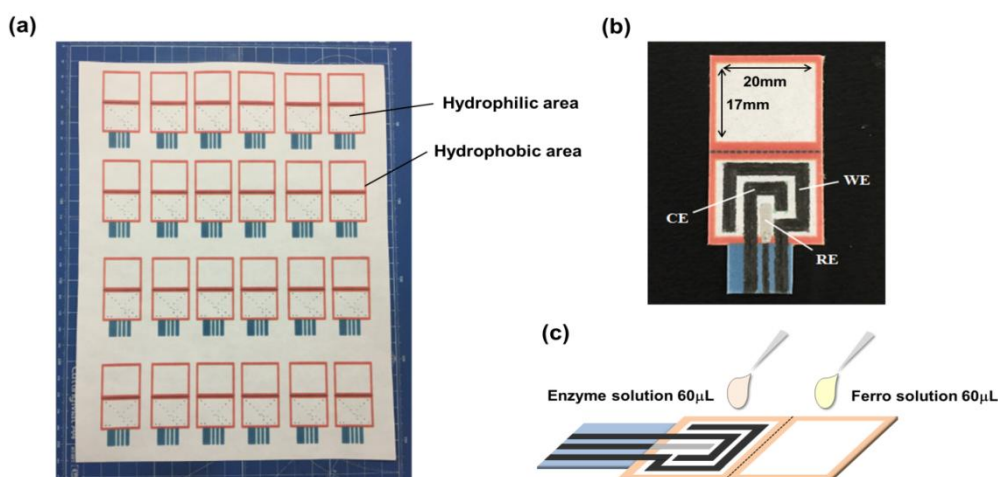 (a)
Hydrophilic area
Hydrophobic area
(b)
20mm
17mm
WE
CE
RE
(c)
Enzyme solution 60μL
Ferro solution 60μL